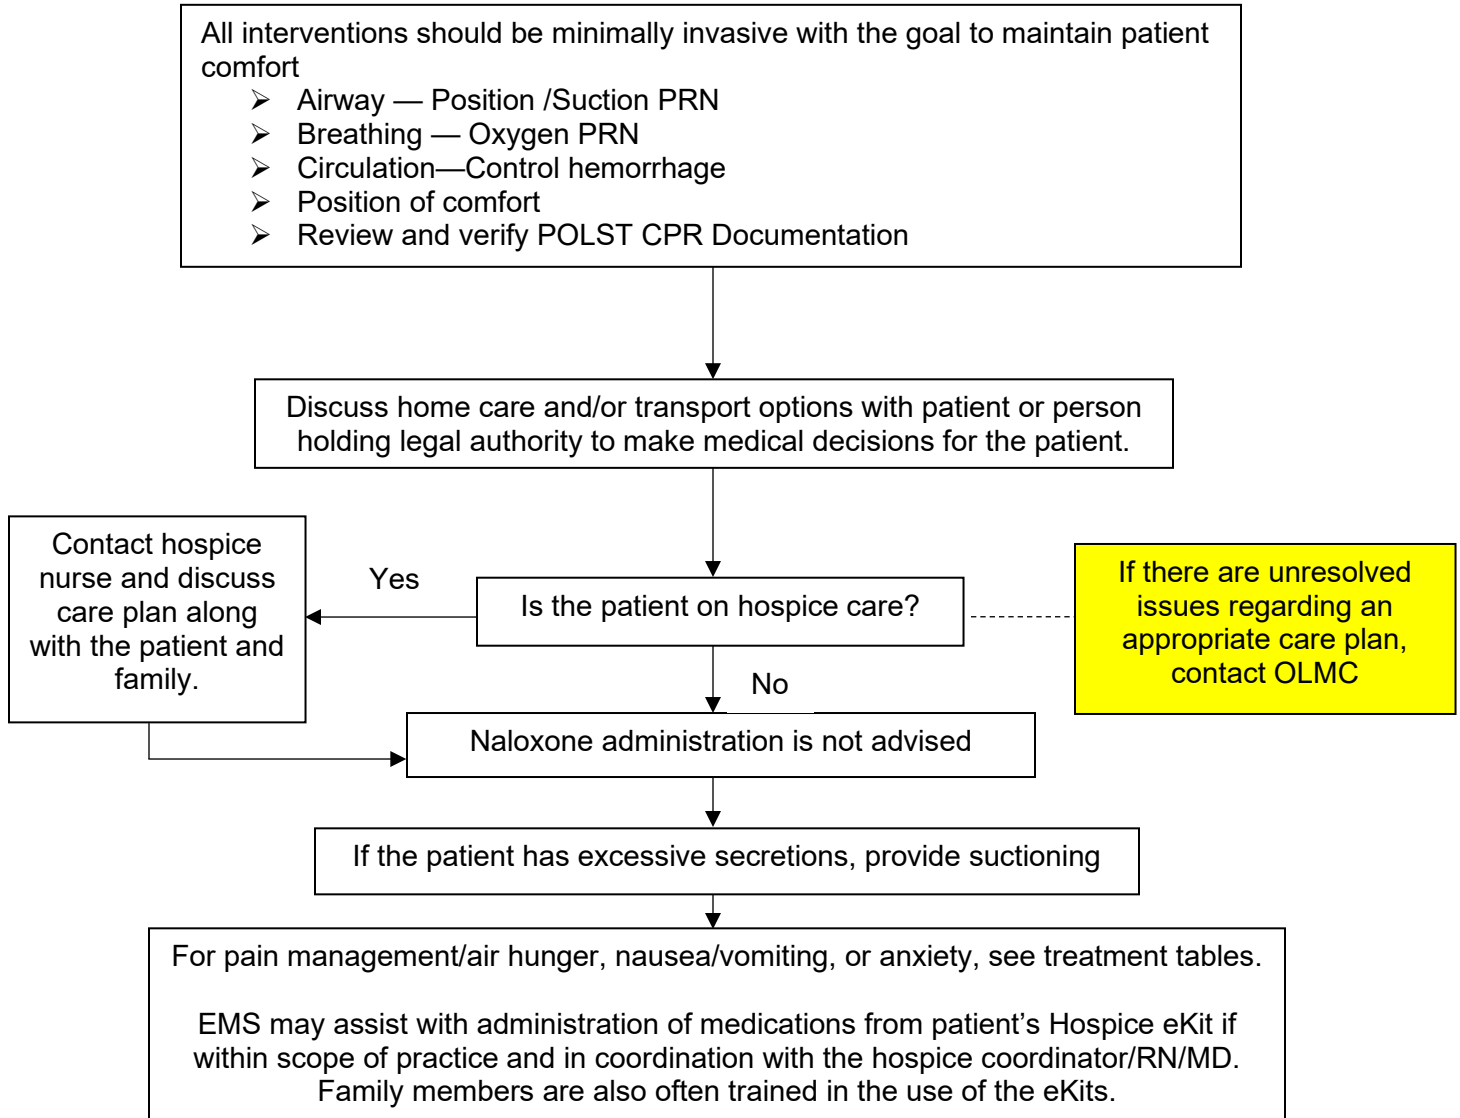 All interventions should be minimally invasive with the goal to maintain patient
comfort
➢ Airway — Position /Suction PRN
➢ Breathing — Oxygen PRN
➢ Circulation—Control hemorrhage
➢ Position of comfort
➢ Review and verify POLST CPR Documentation
Discuss home care and/or transport options with patient or person
holding legal authority to make medical decisions for the patient.
Contact hospice
nurse and discuss
care plan along
with the patient and
family.
Yes
Is the patient on hospice care?
If there are unresolved
issues regarding an
appropriate care plan,
contact OLMC
No
Naloxone administration is not advised
If the patient has excessive secretions, provide suctioning
For pain management/air hunger, nausea/vomiting, or anxiety, see treatment tables.
EMS may assist with administration of medications from patient’s Hospice eKit if
within scope of practice and in coordination with the hospice coordinator/RN/MD.
Family members are also often trained in the use of the eKits.